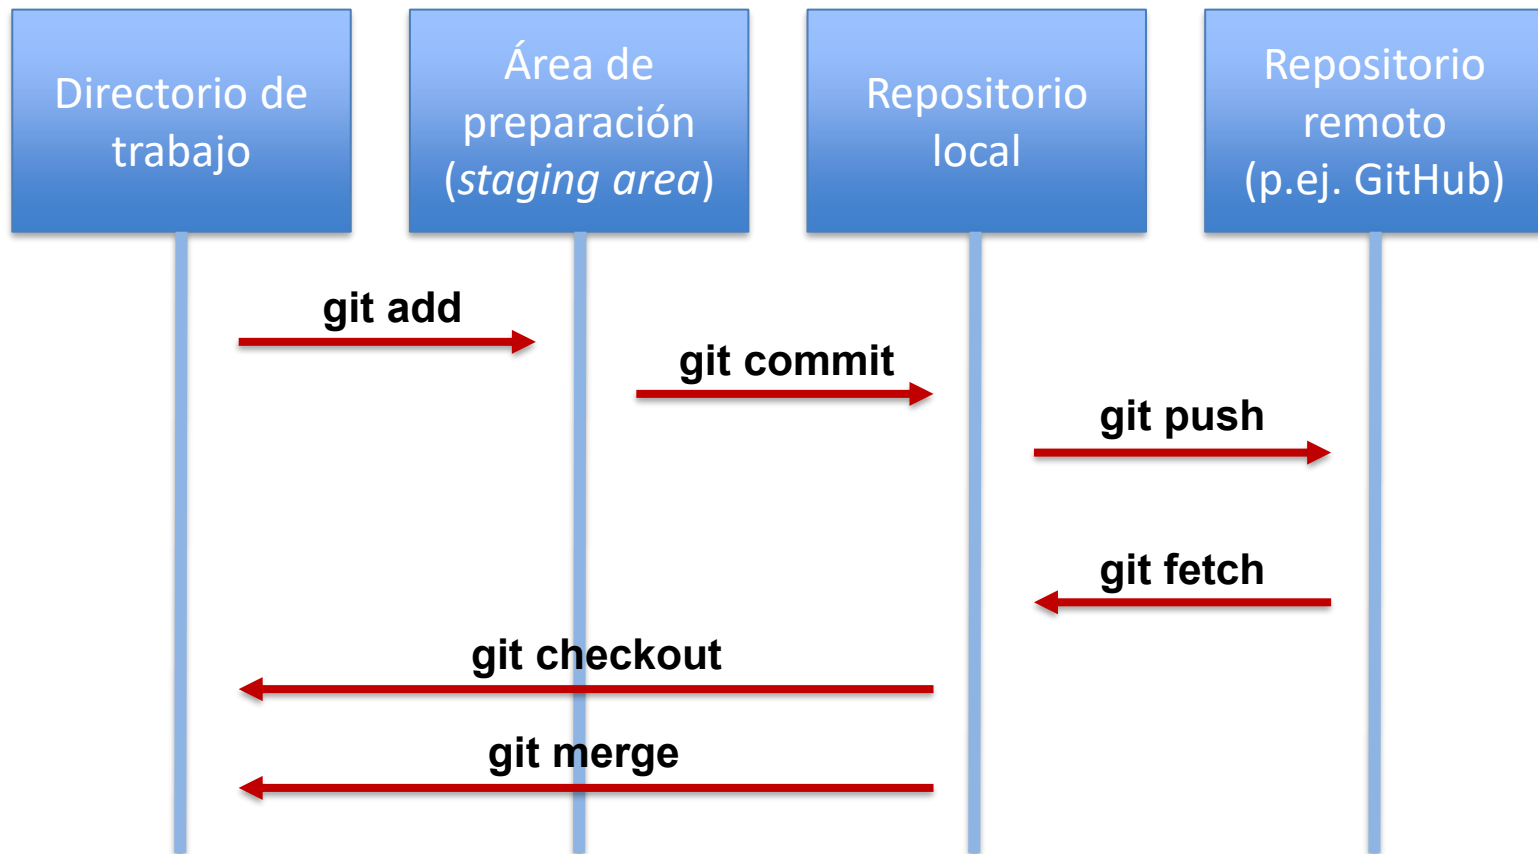 Directorio de
trabajo
Área de
preparación
(staging area)
Repositorio
local
Repositorio
remoto
(p.ej. GitHub)
git add
git commit
git push
git fetch
git checkout
git merge